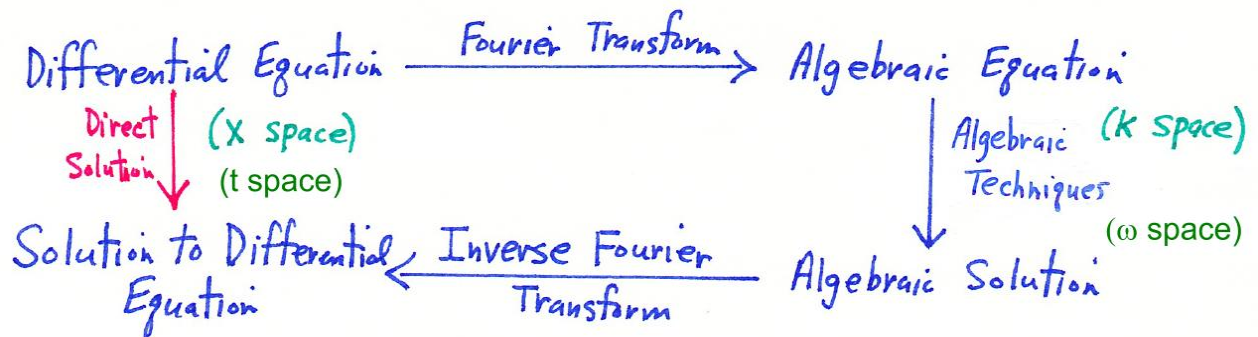 Differential Equation
Fourier Transform
Algebraic Equation
Direct
Solution
(X space)
(t space)
Algebraic
Techniques
(k space)
(ω space)
Solution to Differential
Equation
Inverse Fourier
Transform
Algebraic Solution